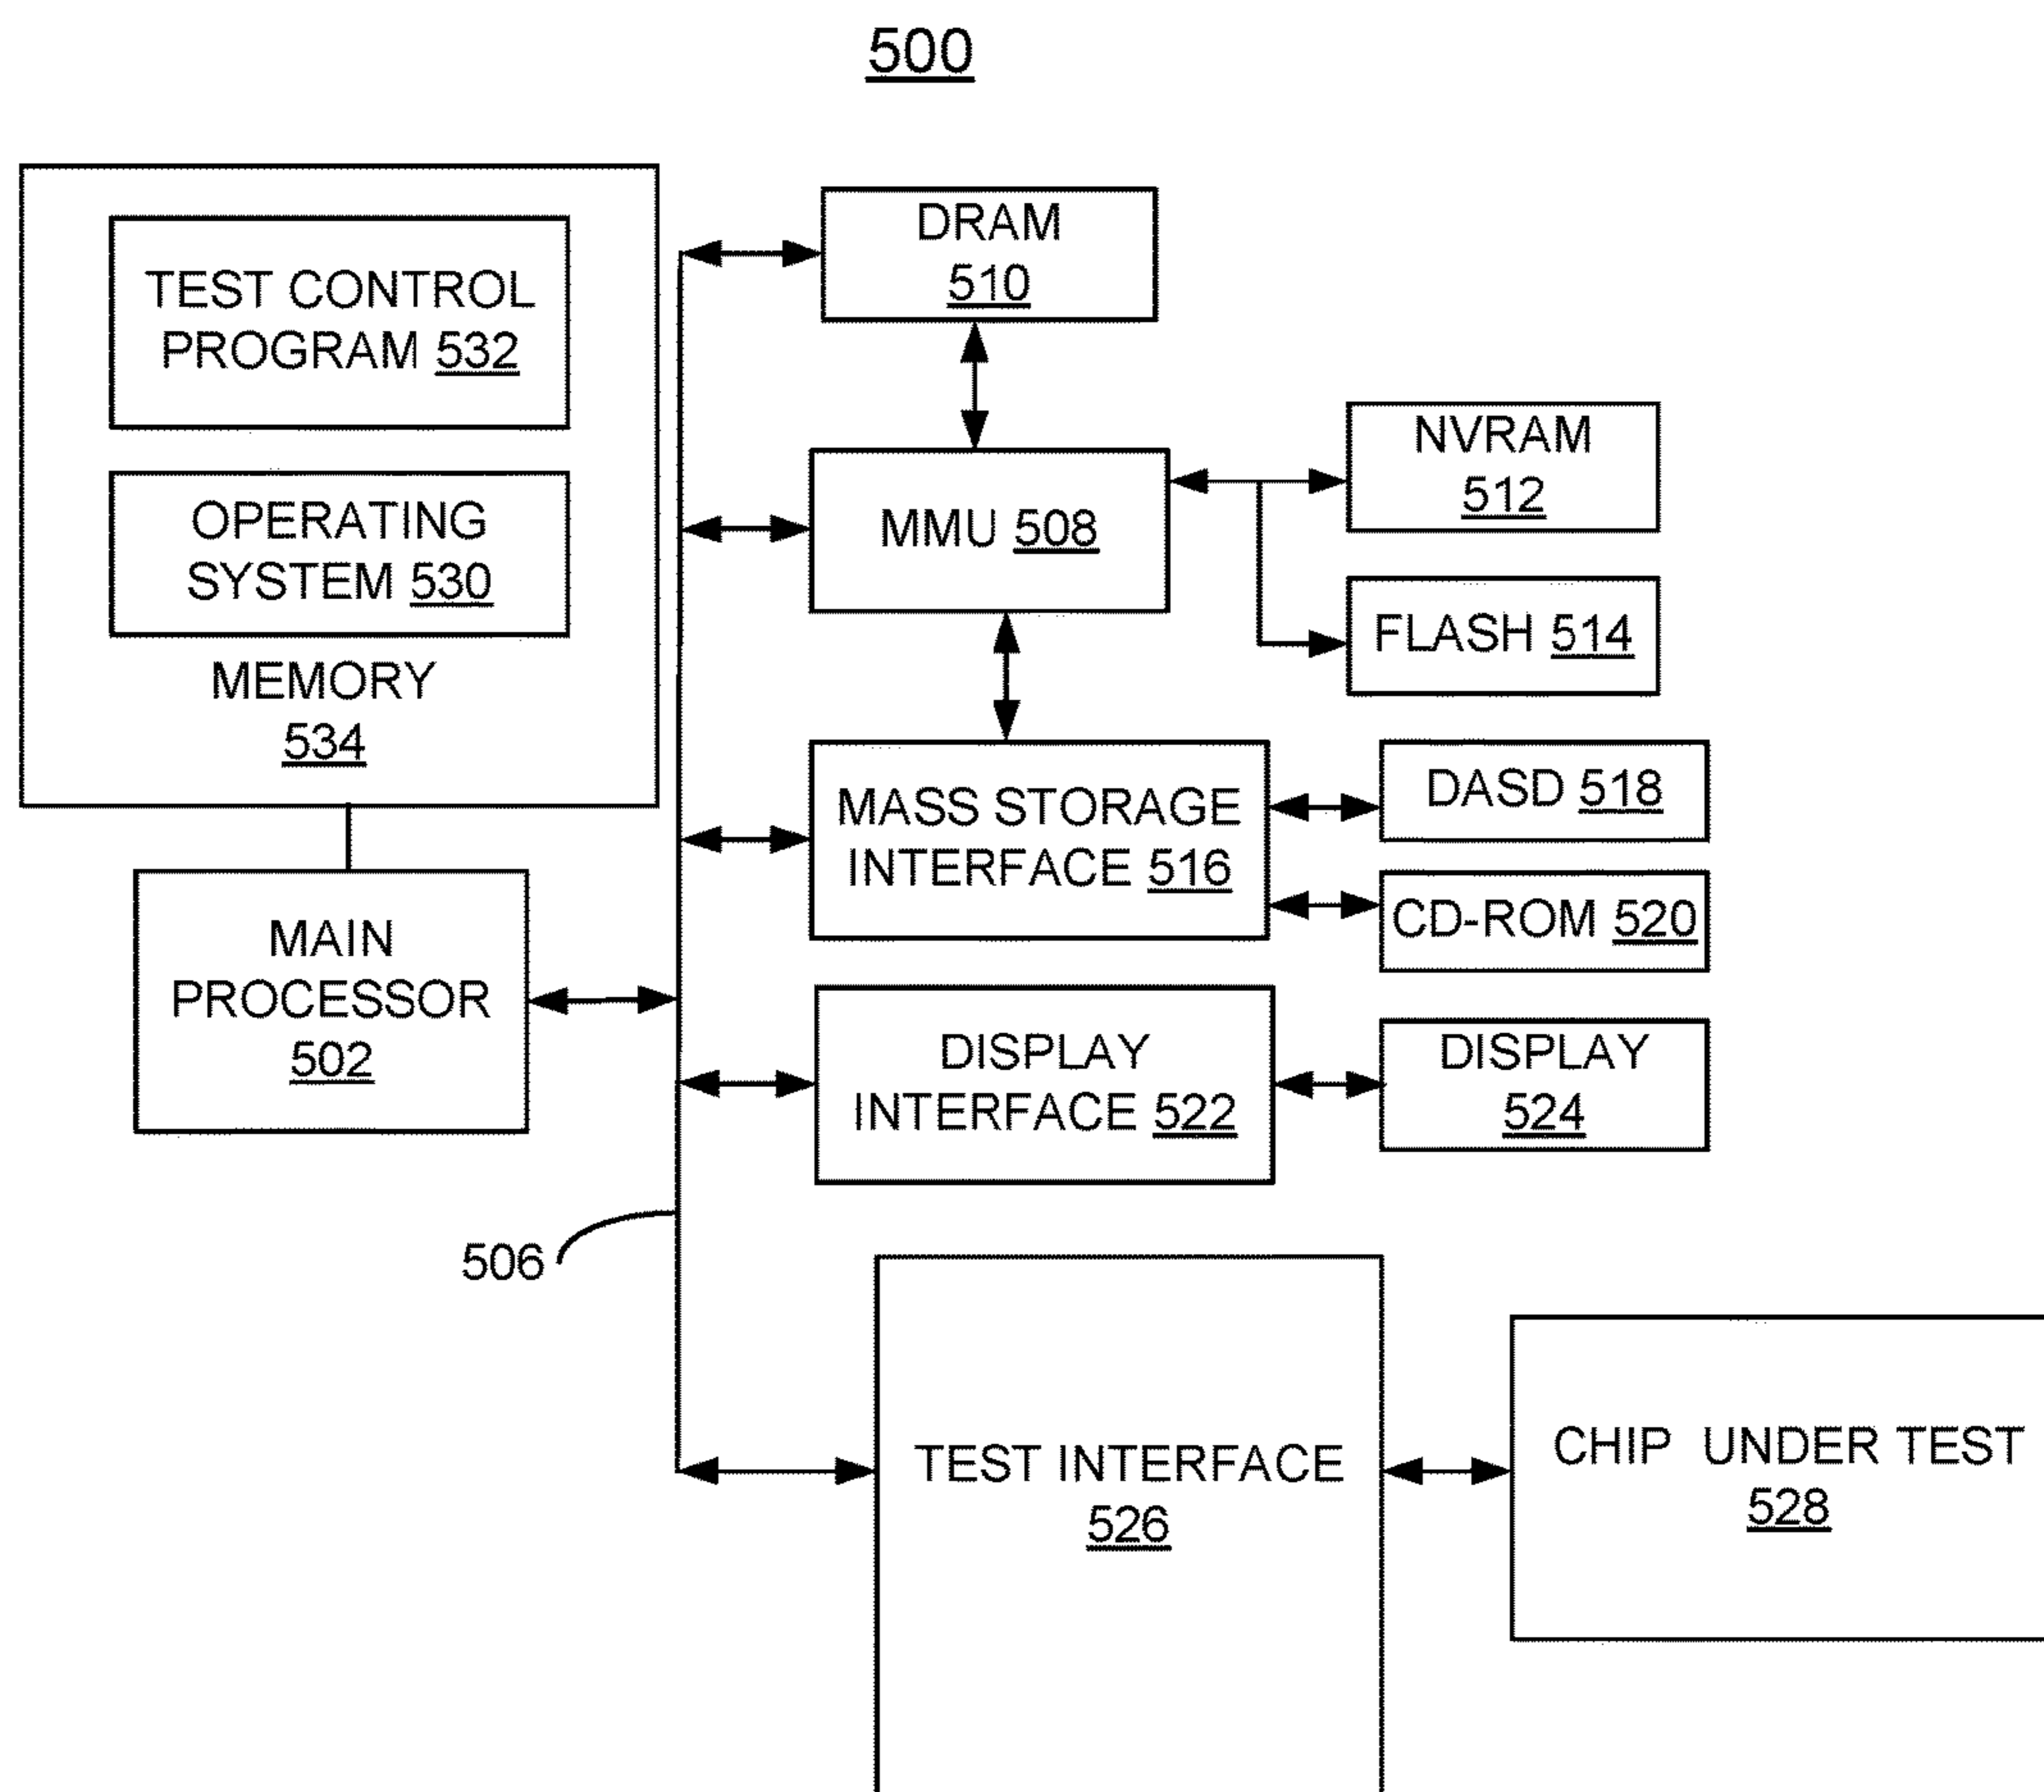 500
TEST CONTROL
PROGRAM 532
OPERATING
SYSTEM 530
MEMORY
534
MAIN
PROCESSOR
502
506
DRAM
510
MMU 508
NVRAM
512
FLASH 514
MASS STORAGE
INTERFACE 516
DASD 518
CD-ROM 520
DISPLAY
INTERFACE 522
DISPLAY
524
TEST INTERFACE
526
CHIP UNDER TEST
528